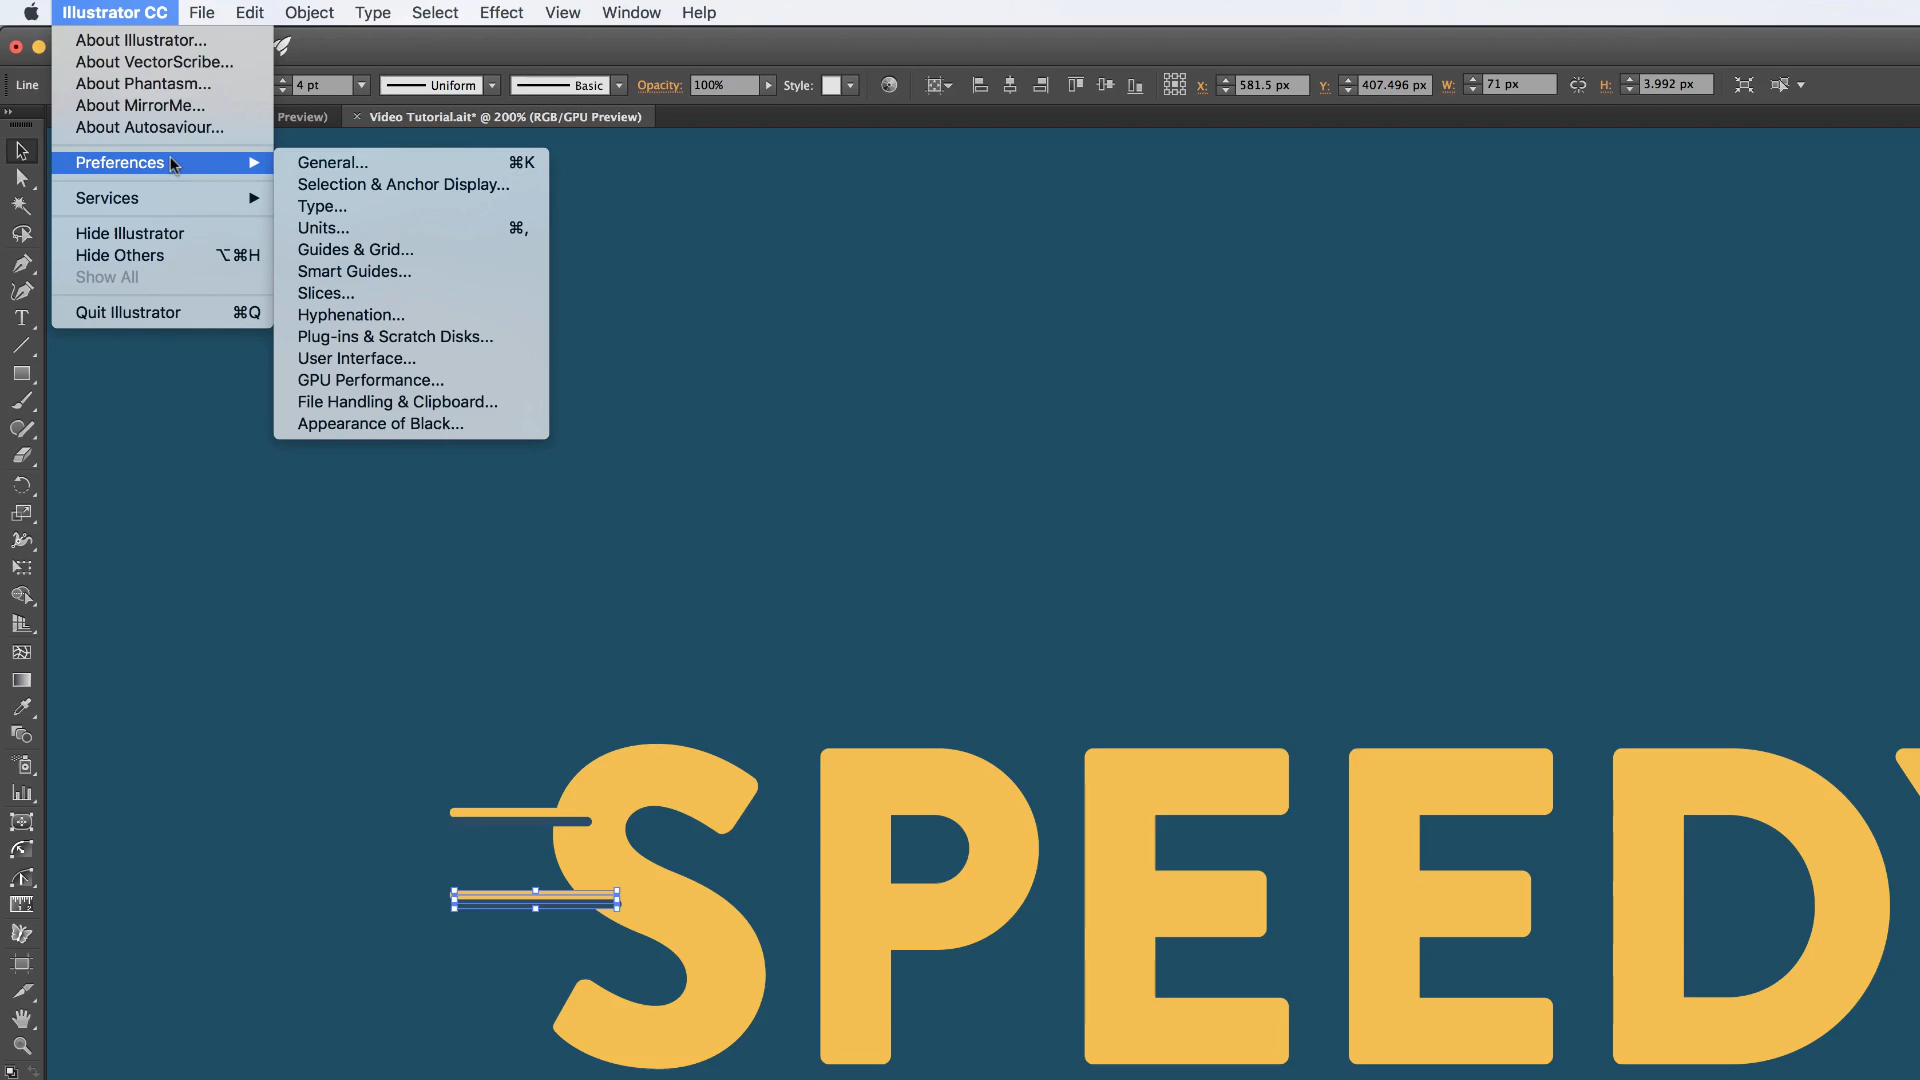 Illustrator CC File Edit Object Type Select Effect View Window Help
About Illustrator...
About VectorScribe...
About Phantasm...
About MirrorMe...
About Autosaviour...
Preferences
Services
Hide Illustrator
Hide Others ⌥⌘H
Show All
Quit Illustrator ⌘Q
Line 4 pt Uniform Basic Opacity: 100% Style: X: 581.5 px Y: 407.496 px W: 71 px H: 3.992 px
Preview) × Video Tutorial.ait* @ 200% (RGB/GPU Preview)
General... ⌘K
Selection & Anchor Display...
Type...
Units... ⌘,
Guides & Grid...
Smart Guides...
Slices...
Hyphenation...
Plug-ins & Scratch Disks...
User Interface...
GPU Performance...
File Handling & Clipboard...
Appearance of Black...
SPEEDY